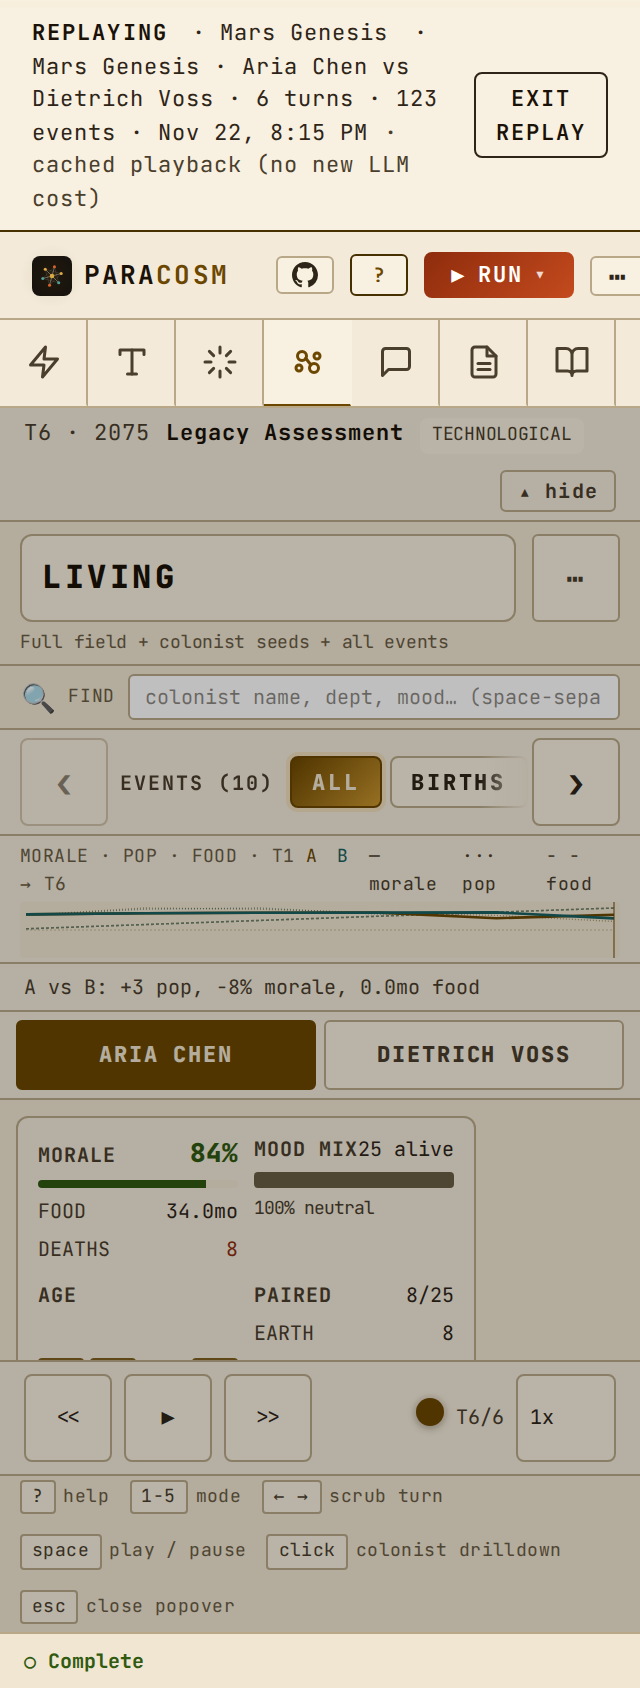 REPLAYING · Mars Genesis ·
Mars Genesis · Aria Chen vs
Dietrich Voss · 6 turns · 123
events · Nov 22, 8:15 PM ·
cached playback (no new LLM
cost)
EXIT
REPLAY
PARACOSM
?
▶ RUN ▾
…
T6 · 2075 Legacy Assessment TECHNOLOGICAL
▴ hide
LIVING
…
Full field + colonist seeds + all events
FIND colonist name, dept, mood… (space-sepa
‹ EVENTS (10) ALL BIRTHS ›
MORALE · POP · FOOD · T1 A B — ··· - -
→ T6 morale pop food
A vs B: +3 pop, -8% morale, 0.0mo food
ARIA CHEN DIETRICH VOSS
MORALE 84% MOOD MIX 25 alive
FOOD 34.0mo 100% neutral
DEATHS 8
AGE PAIRED 8/25
EARTH 8
<< ▶ >> T6/6 1x
? help 1-5 mode ← → scrub turn
space play / pause click colonist drilldown
esc close popover
○ Complete